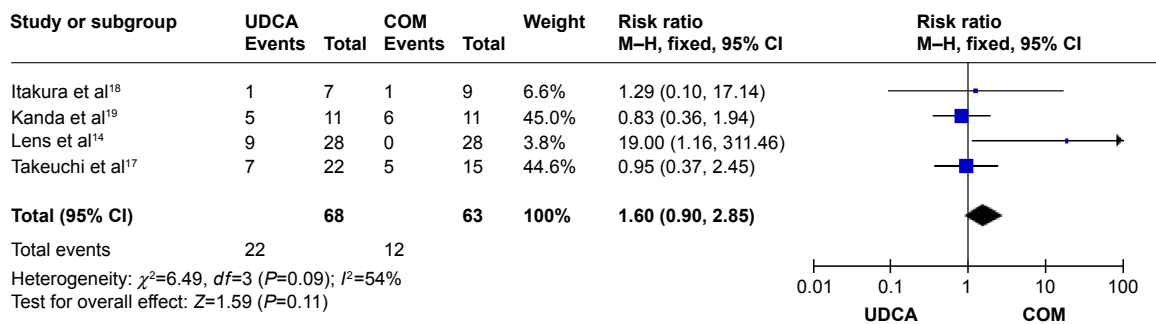 Study or subgroup UDCA COM Weight Risk ratio Risk ratio
Events Total Events Total M–H, fixed, 95% CI M–H, fixed, 95% CI
Itakura et al¹⁸ 1 7 1 9 6.6% 1.29 (0.10, 17.14)
Kanda et al¹⁹ 5 11 6 11 45.0% 0.83 (0.36, 1.94)
Lens et al¹⁴ 9 28 0 28 3.8% 19.00 (1.16, 311.46)
Takeuchi et al¹⁷ 7 22 5 15 44.6% 0.95 (0.37, 2.45)
Total (95% CI) 68 63 100% 1.60 (0.90, 2.85)
Total events 22 12
Heterogeneity: χ²=6.49, df=3 (P=0.09); I²=54%
Test for overall effect: Z=1.59 (P=0.11)
0.01 0.1 1 10 100
UDCA COM